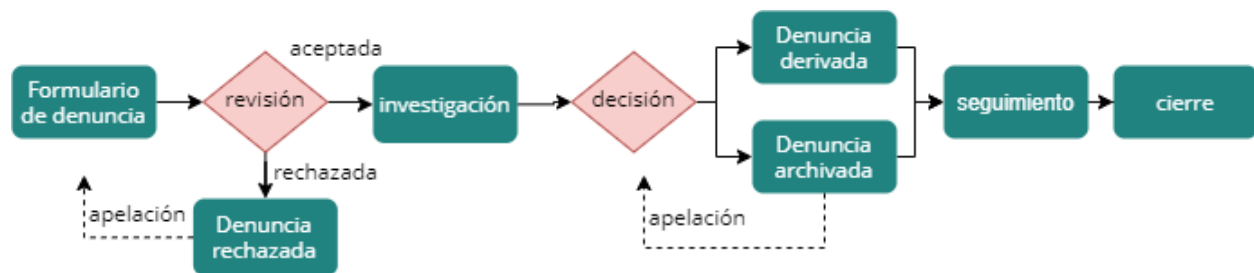 Formulario
de denuncia
revisión
aceptada
rechazada
Denuncia
rechazada
apelación
investigación
decisión
Denuncia
derivada
Denuncia
archivada
apelación
seguimiento
cierre